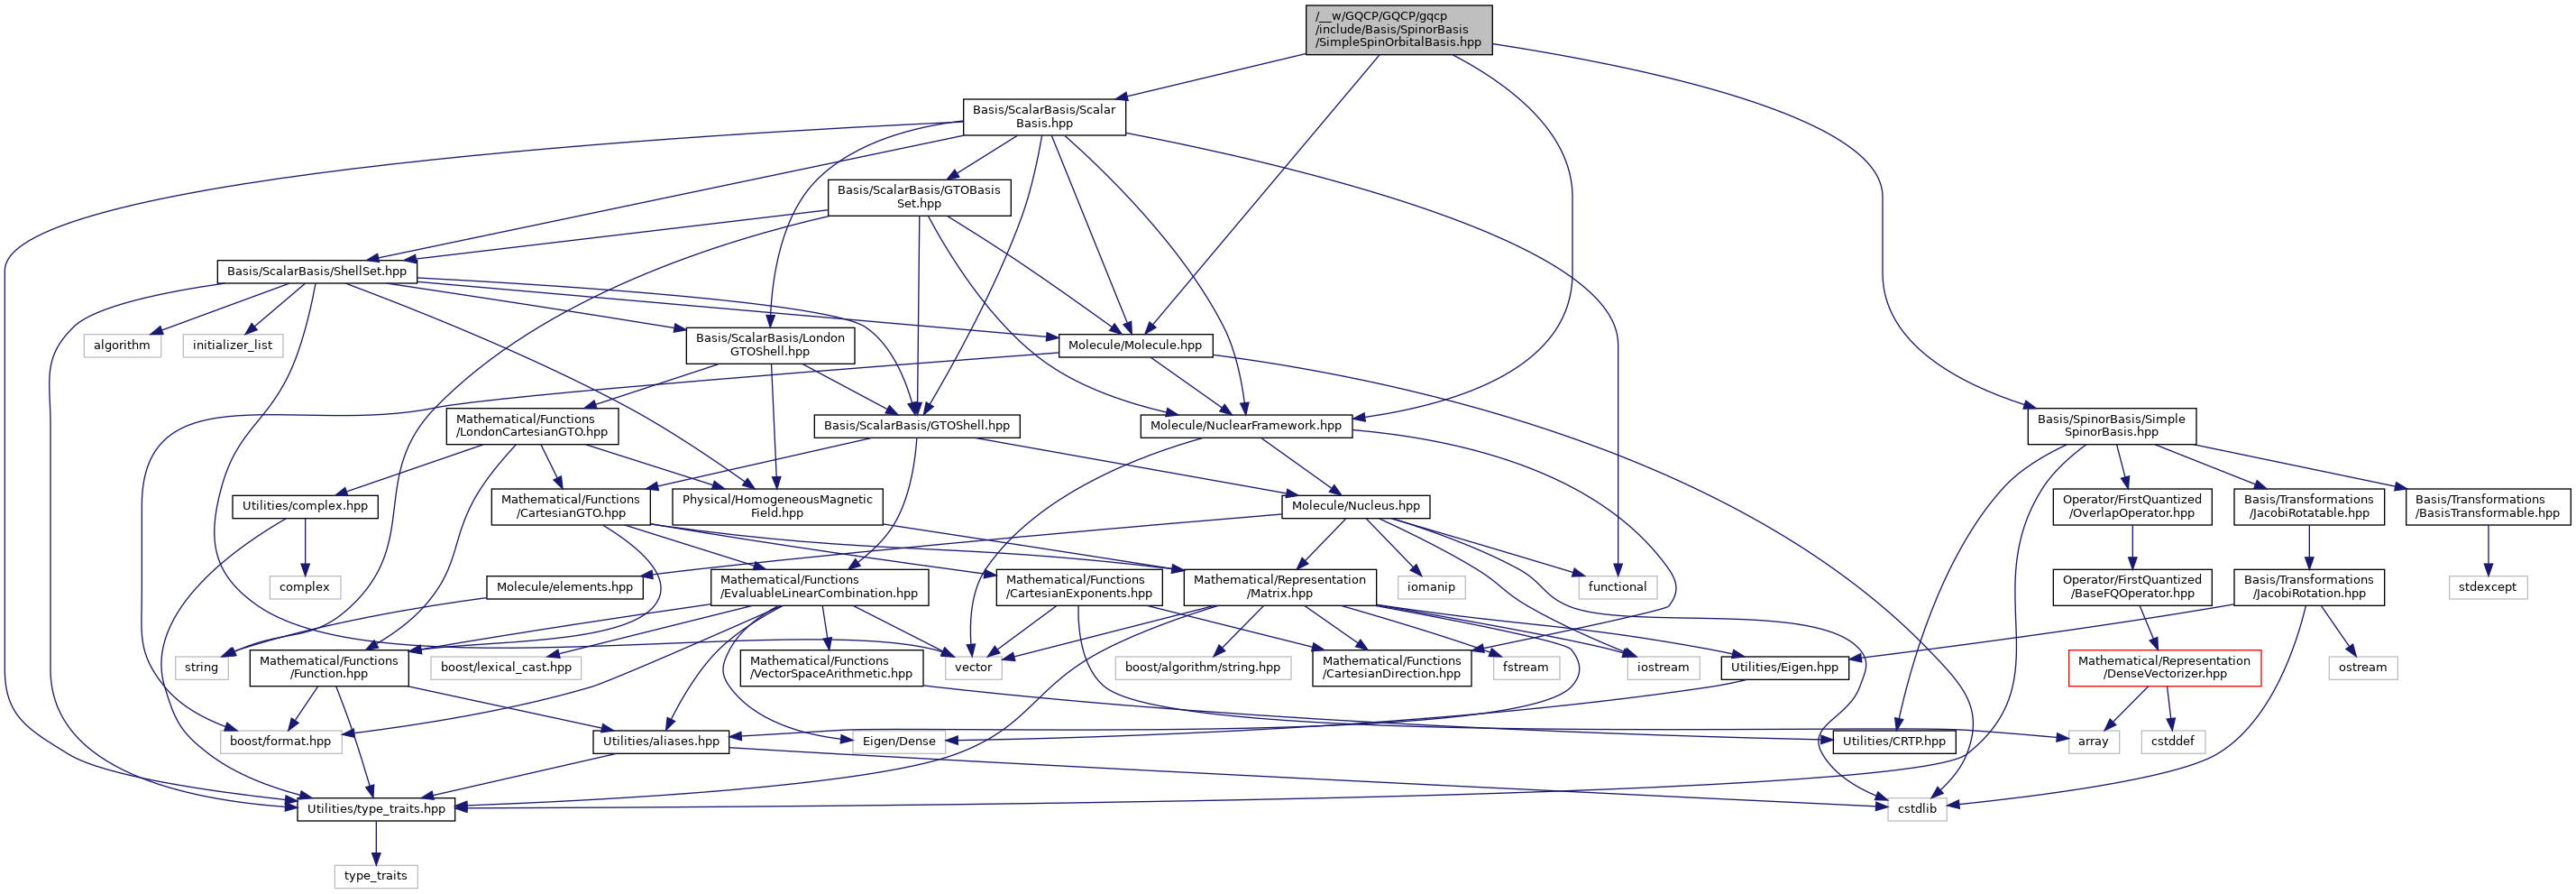 /__w/GQCP/GQCP/gqcp
/include/Basis/SpinorBasis
/SimpleSpinOrbitalBasis.hpp
Basis/ScalarBasis/Scalar
Basis.hpp
Basis/ScalarBasis/GTOBasis
Set.hpp
Basis/ScalarBasis/ShellSet.hpp
algorithm
initializer_list
Basis/ScalarBasis/London
GTOShell.hpp
Molecule/Molecule.hpp
Mathematical/Functions
/LondonCartesianGTO.hpp
Basis/ScalarBasis/GTOShell.hpp
Molecule/NuclearFramework.hpp
Basis/SpinorBasis/Simple
SpinorBasis.hpp
Utilities/complex.hpp
Mathematical/Functions
/CartesianGTO.hpp
Physical/HomogeneousMagnetic
Field.hpp
Molecule/Nucleus.hpp
Operator/FirstQuantized
/OverlapOperator.hpp
Basis/Transformations
/JacobiRotatable.hpp
Basis/Transformations
/BasisTransformable.hpp
complex
Molecule/elements.hpp
Mathematical/Functions
/EvaluableLinearCombination.hpp
Mathematical/Functions
/CartesianExponents.hpp
Mathematical/Representation
/Matrix.hpp
iomanip
functional
Operator/FirstQuantized
/BaseFQOperator.hpp
Basis/Transformations
/JacobiRotation.hpp
stdexcept
string
Mathematical/Functions
/Function.hpp
boost/lexical_cast.hpp
Mathematical/Functions
/VectorSpaceArithmetic.hpp
vector
boost/algorithm/string.hpp
Mathematical/Functions
/CartesianDirection.hpp
fstream
iostream
Utilities/Eigen.hpp
Mathematical/Representation
/DenseVectorizer.hpp
ostream
boost/format.hpp
Utilities/aliases.hpp
Eigen/Dense
Utilities/CRTP.hpp
array
cstddef
Utilities/type_traits.hpp
cstdlib
type_traits